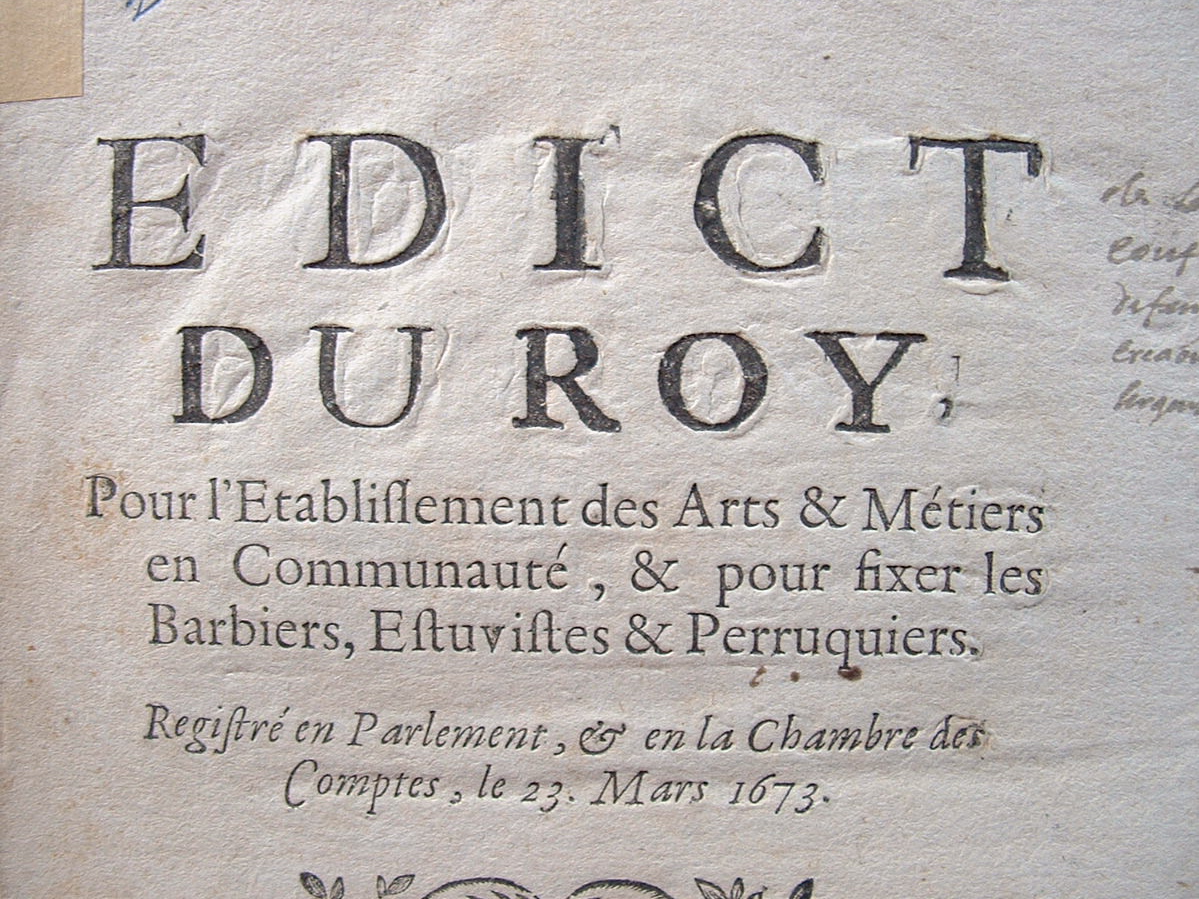 EDICT
DU ROY,
Pour l'Etabliſſement des Arts & Métiers
en Communauté, & pour fixer les
Barbiers, Eſtuviſtes & Perruquiers.
Regiſtré en Parlement, & en la Chambre des
Comptes, le 23. Mars 1673.